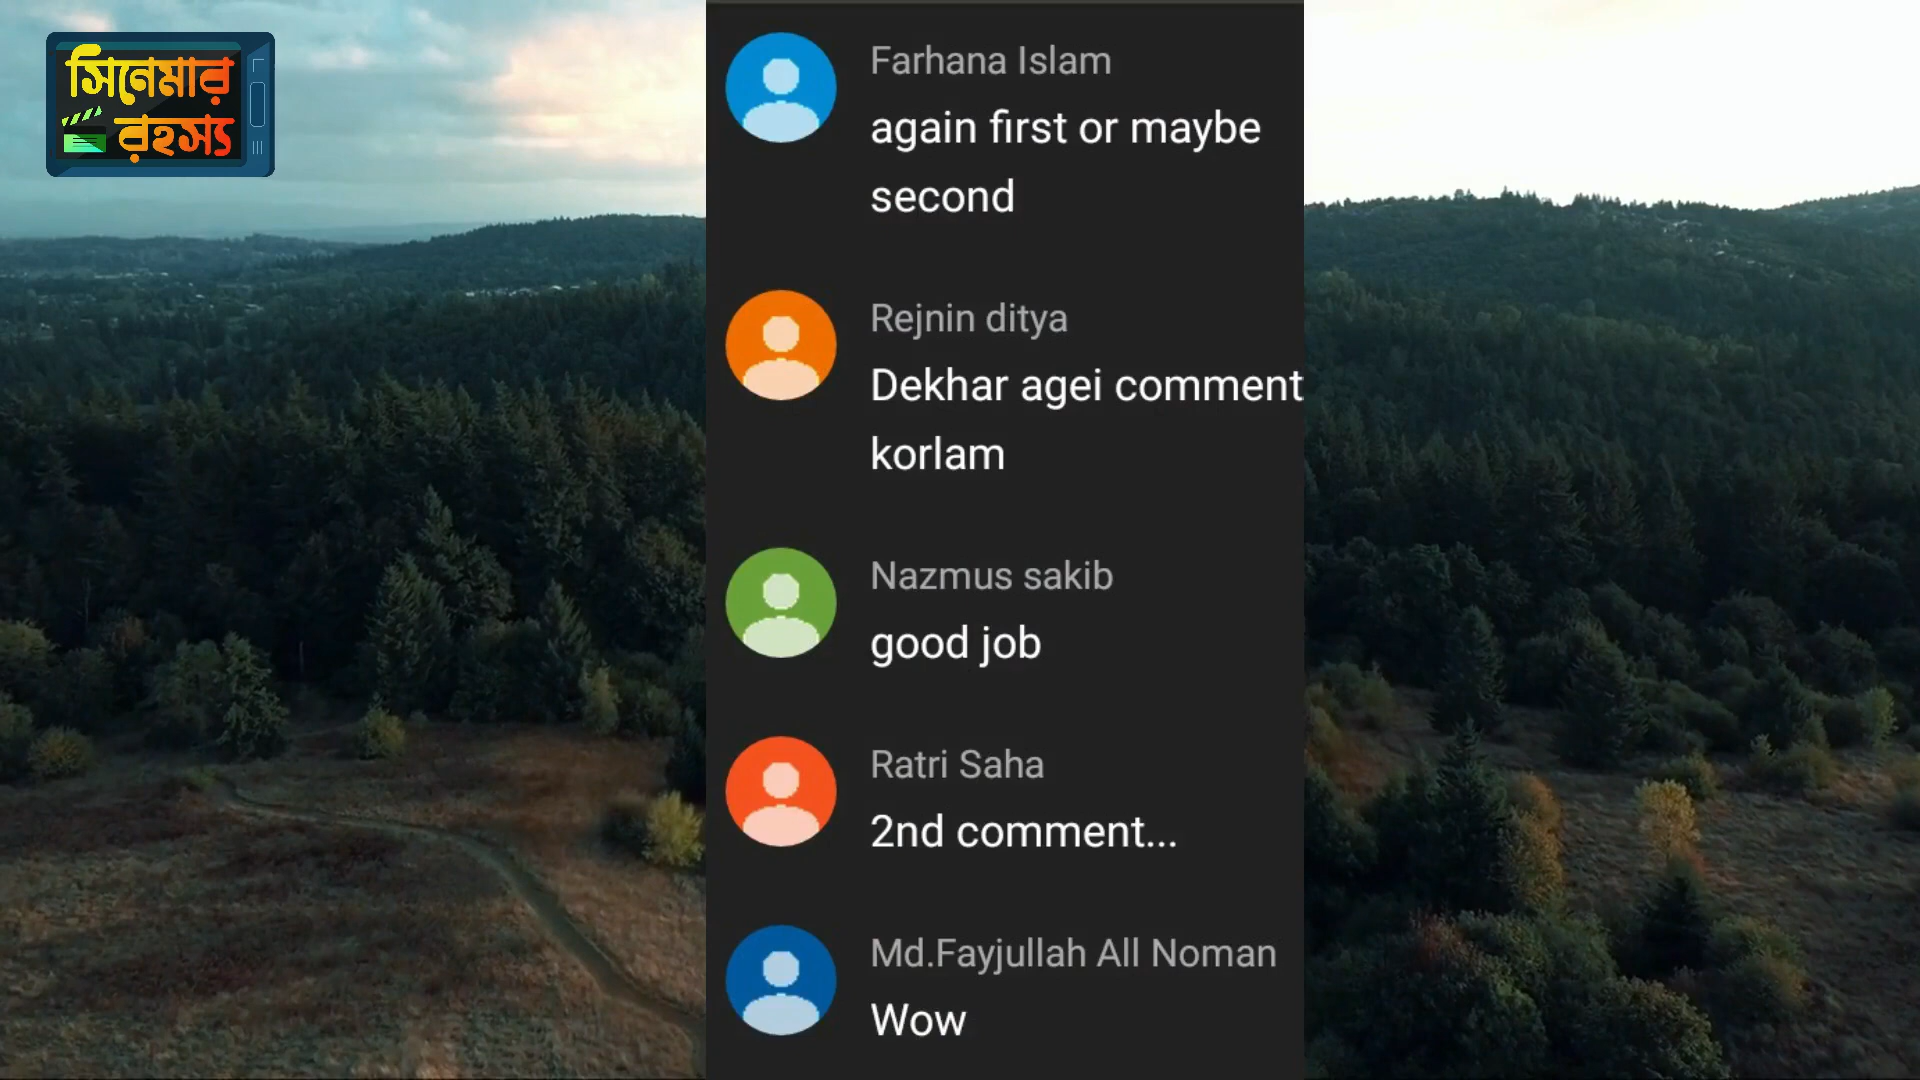 সিনেমার
রহস্য
Farhana Islam
again first or maybe
second
Rejnin ditya
Dekhar agei comment
korlam
Nazmus sakib
good job
Ratri Saha
2nd comment...
Md.Fayjullah All Noman
Wow